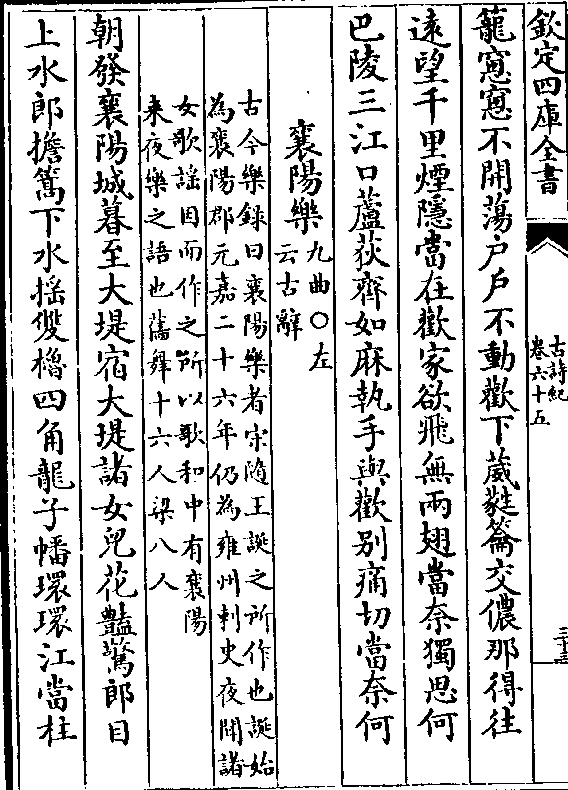 欽定四庫全書
古詩紀
卷六十五
三十三
籠窻窻不開蕩户户不動歡下葳蕤籥交儂那得往
逺望千里煙隱當在歡家欲飛無兩翅當奈獨思何
巴陵三江口蘆荻齊如麻執手與歡别痛切當奈何
襄陽樂九曲○左
云古辭
古今樂録曰襄陽樂者宋隨王誕之所作也誕始
為襄陽郡元嘉二十六年仍為雍州刺史夜聞諸
女歌謡因而作之所以歌和中有襄陽
来夜樂之語也舊舞十六人梁八人
朝發襄陽城暮至大堤宿大堤諸女兒花豔驚郎目
上水郎擔篙下水揺雙櫓四角龍子幡環環江當柱